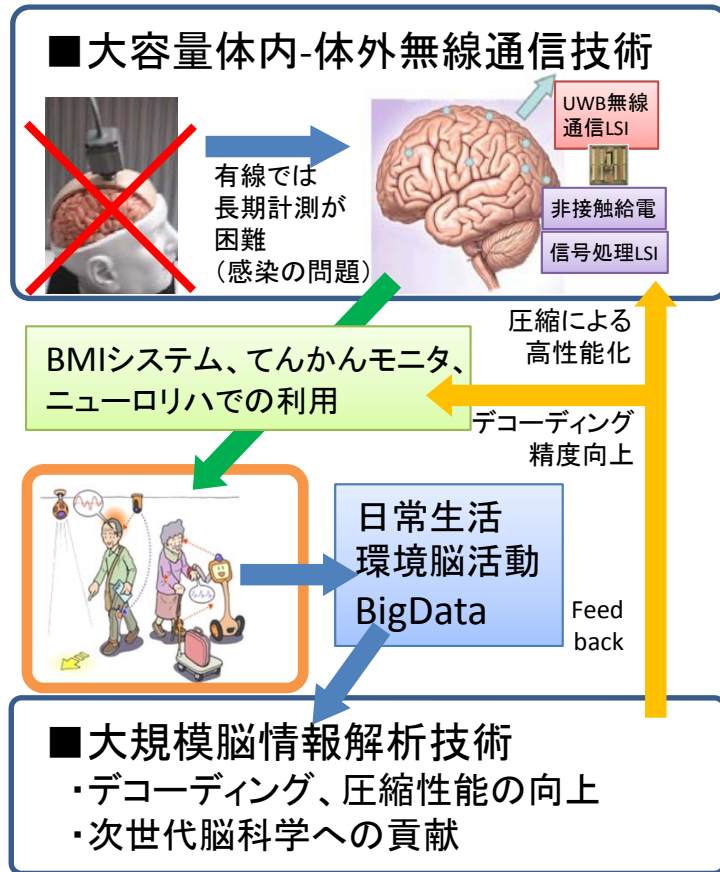 ■大容量体内-体外無線通信技術
UWB無線
通信LSI
有線では
長期計測が
困難
(感染の問題)
非接触給電
信号処理LSI
圧縮による
高性能化
BMIシステム、てんかんモニタ、
ニューロリハでの利用
デコーディング
精度向上
日常生活
環境脳活動
BigData
Feed
back
■大規模脳情報解析技術
・デコーディング、圧縮性能の向上
・次世代脳科学への貢献